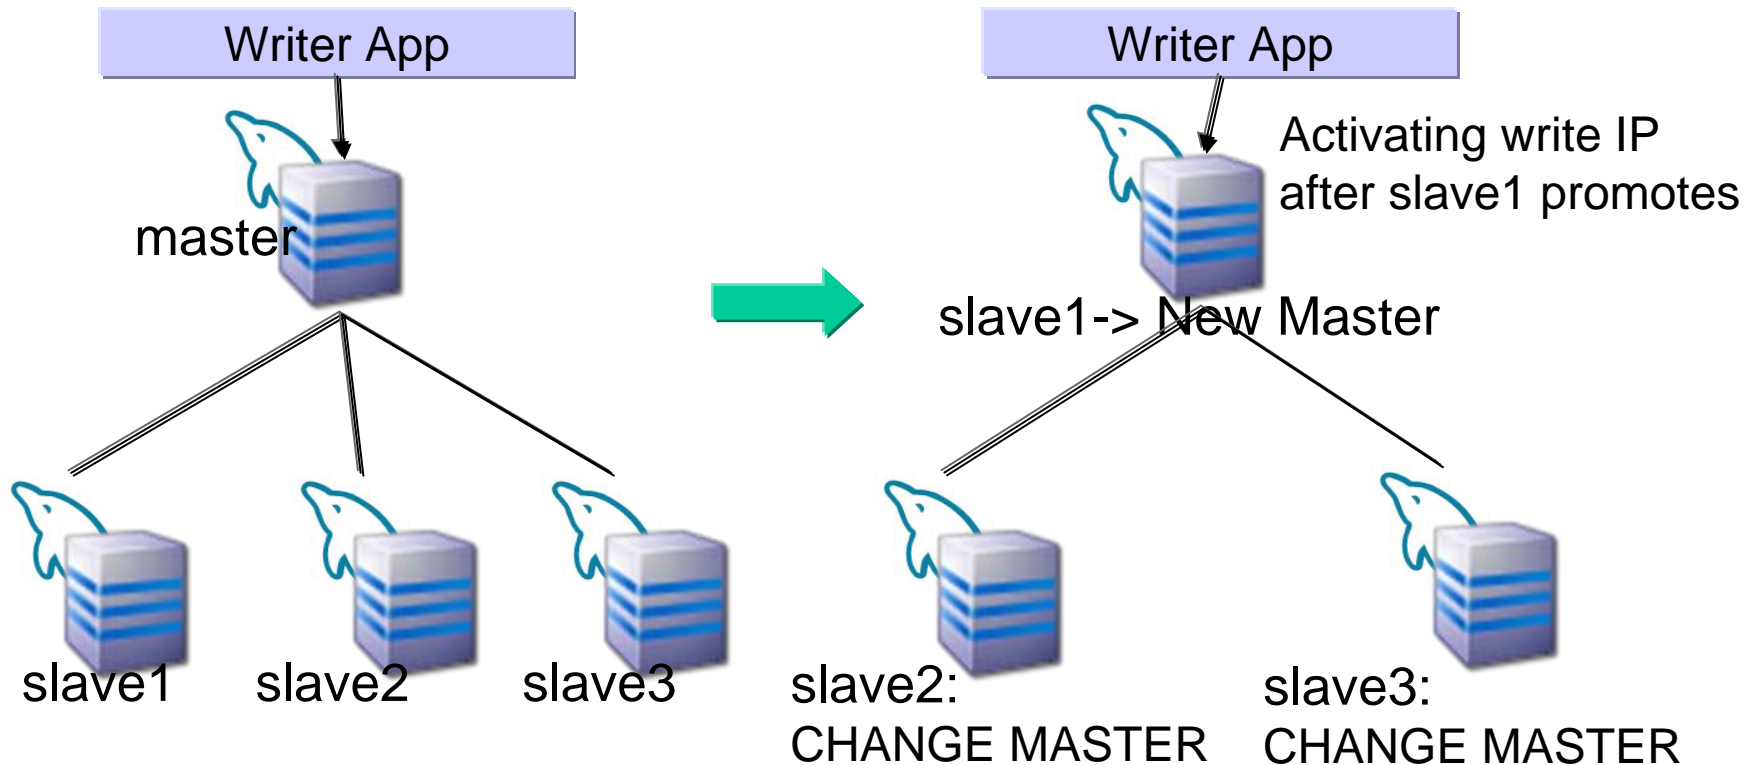 Writer App
master
slave1
slave2
slave3
Writer App
Activating write IP
after slave1 promotes
slave1-> New Master
slave2:
CHANGE MASTER
slave3:
CHANGE MASTER